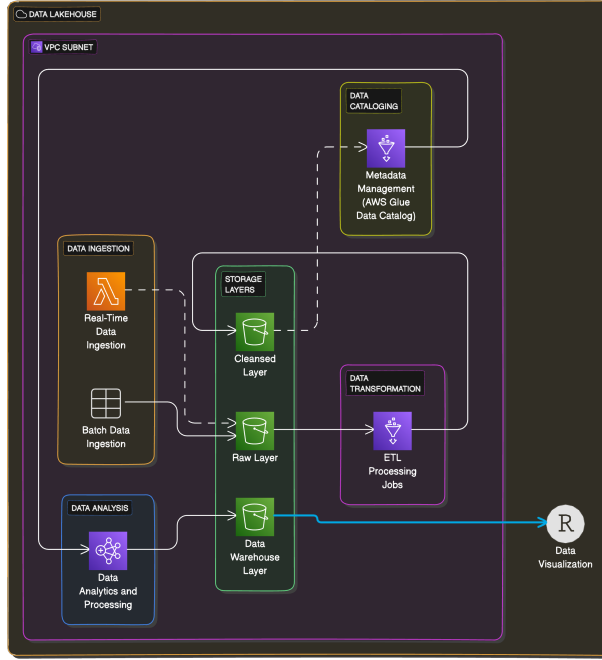 DATA LAKEHOUSE
VPC SUBNET
DATA
CATALOGING
Metadata
Management
(AWS Glue
Data Catalog)
DATA INGESTION
Real-Time
Data
Ingestion
Batch Data
Ingestion
STORAGE
LAYERS
Cleansed
Layer
Raw Layer
Data
Warehouse
Layer
DATA
TRANSFORMATION
ETL
Processing
Jobs
DATA ANALYSIS
Data
Analytics and
Processing
R
Data
Visualization